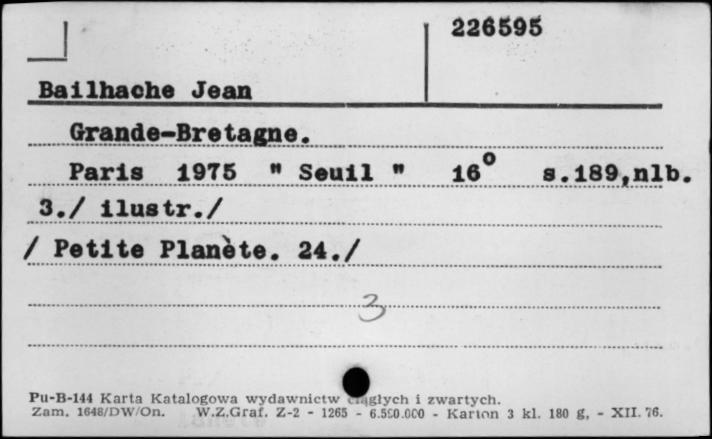 226595
Bailhache Jean
Grande-Bretagne.
Paris 1975 " Seuil " 16° s.189,nlb.
3./ ilustr./
/ Petite Planète. 24./
3
Pu-B-144 Karta Katalogowa wydawnictw ciągłych i zwartych.
Zam. 1648/DW/On. W.Z.Graf. Z-2 - 1265 - 6.500.000 - Karton 3 kl. 180 g, - XII. 76.